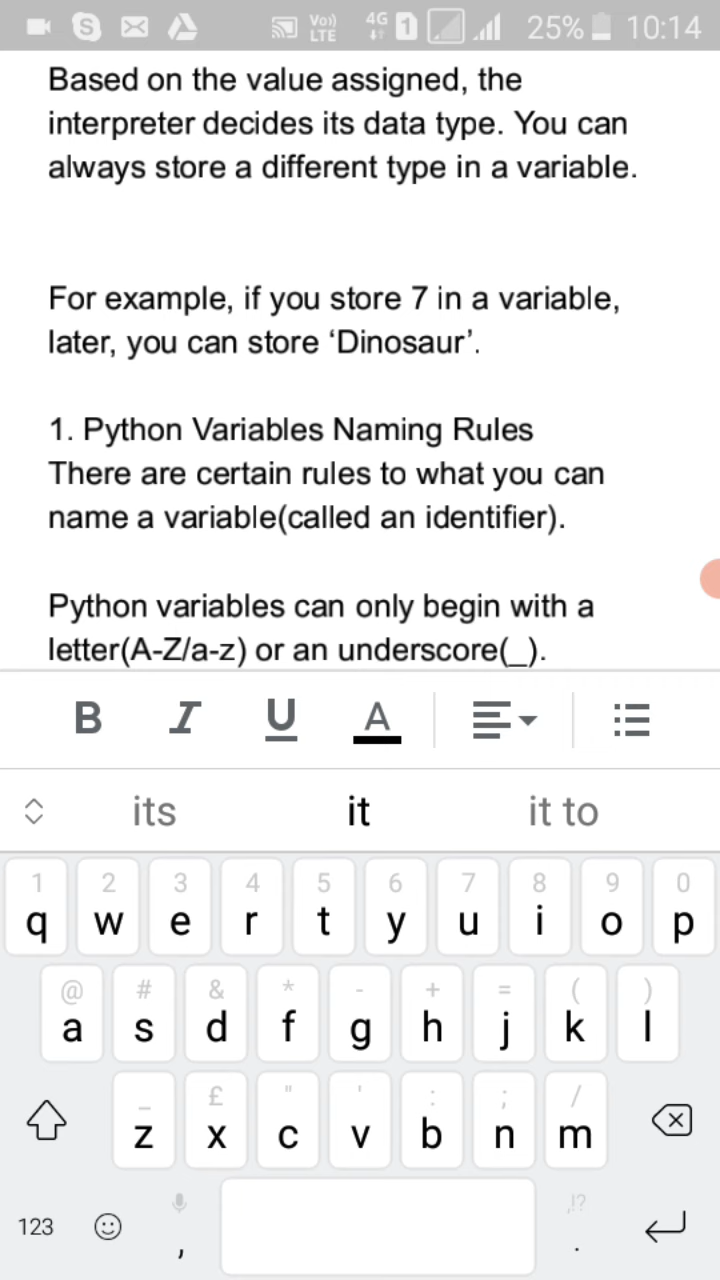 Vo)) LTE 4G 1 25% 10:14
Based on the value assigned, the
interpreter decides its data type. You can
always store a different type in a variable.
For example, if you store 7 in a variable,
later, you can store ‘Dinosaur’.
1. Python Variables Naming Rules
There are certain rules to what you can
name a variable(called an identifier).
Python variables can only begin with a
letter(A-Z/a-z) or an underscore(_).
B I U A
its it it to
1 2 3 4 5 6 7 8 9 0
q w e r t y u i o p
@ # & * - + = ( )
a s d f g h j k l
_ £ " ' : ; /
z x c v b n m
123 , ,!? .